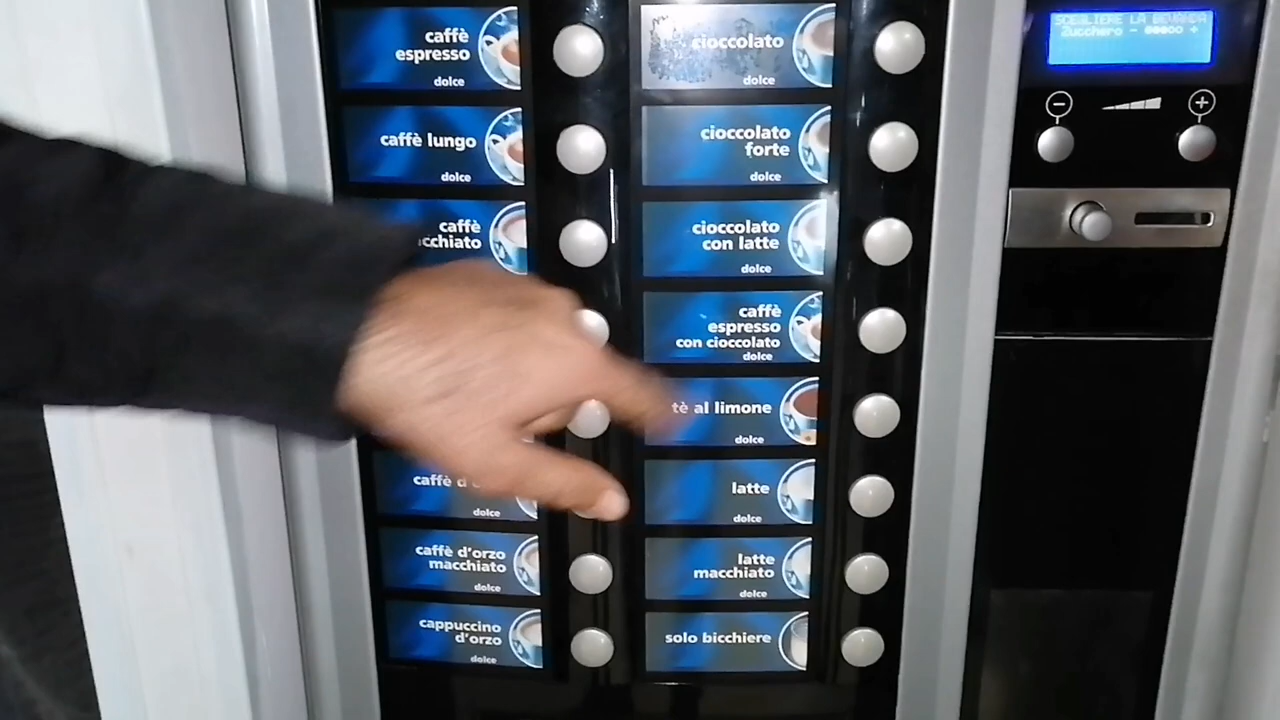 caffè
espresso
dolce
caffè lungo
dolce
caffè
caffè d'orzo
macchiato
dolce
dolce
cappuccino
d'orzo
dolce
cioccolato
dolce
cioccolato
forte
dolce
cioccolato
con latte
dolce
caffè
espresso
con cioccolato
dolce
tè al limone
dolce
latte
dolce
latte
macchiato
dolce
solo bicchiere
SCEGLIERE LA BEVANDA
Zucchero - +
- +